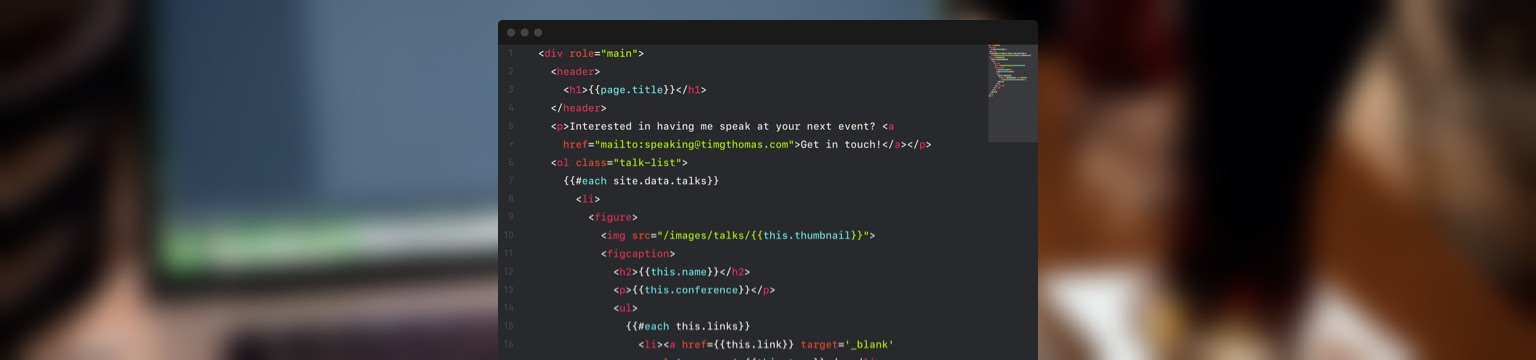 1 <div role="main">
2 <header>
3 <h1>{{page.title}}</h1>
4 </header>
5 <p>Interested in having me speak at your next event? <a
• href="mailto:speaking@timgthomas.com">Get in touch!</a></p>
6 <ol class="talk-list">
7 {{#each site.data.talks}}
8 <li>
9 <figure>
10 <img src="/images/talks/{{this.thumbnail}}">
11 <figcaption>
12 <h2>{{this.name}}</h2>
13 <p>{{this.conference}}</p>
14 <ul>
15 {{#each this.links}}
16 <li><a href={{this.link}} target='_blank'